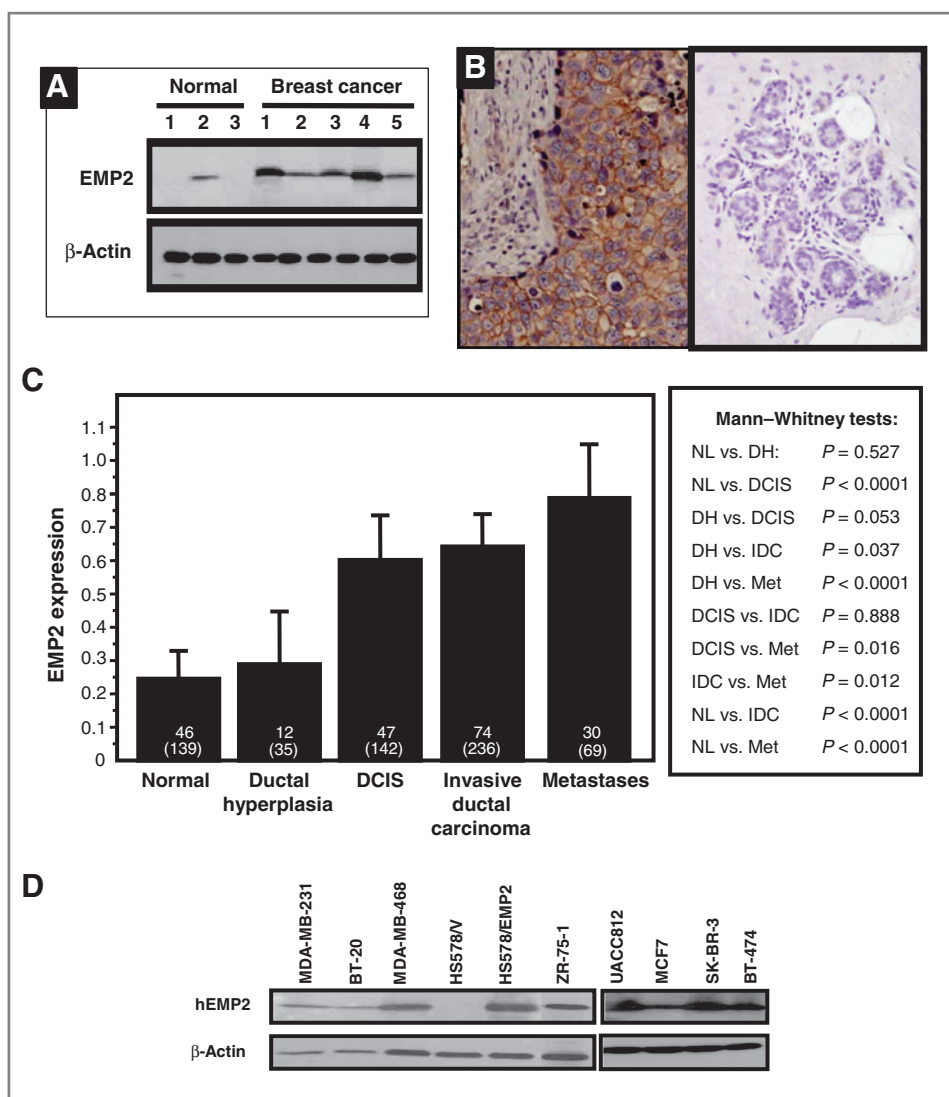 A
Normal
Breast cancer
1 2 3 1 2 3 4 5
EMP2
β-Actin
B
C
EMP2 expression
1.1
1.0
0.8
0.7
0.6
0.5
0.4
0.3
0.2
0.1
0
46
(139)
12
(35)
47
(142)
74
(236)
30
(69)
Normal
Ductal
hyperplasia
DCIS
Invasive
ductal
carcinoma
Metastases
Mann–Whitney tests:
NL vs. DH: P = 0.527
NL vs. DCIS P < 0.0001
DH vs. DCIS P = 0.053
DH vs. IDC P = 0.037
DH vs. Met P < 0.0001
DCIS vs. IDC P = 0.888
DCIS vs. Met P = 0.016
IDC vs. Met P = 0.012
NL vs. IDC P < 0.0001
NL vs. Met P < 0.0001
D
MDA-MB-231
BT-20
MDA-MB-468
HS578/V
HS578/EMP2
ZR-75-1
UACC812
MCF7
SK-BR-3
BT-474
hEMP2
β-Actin